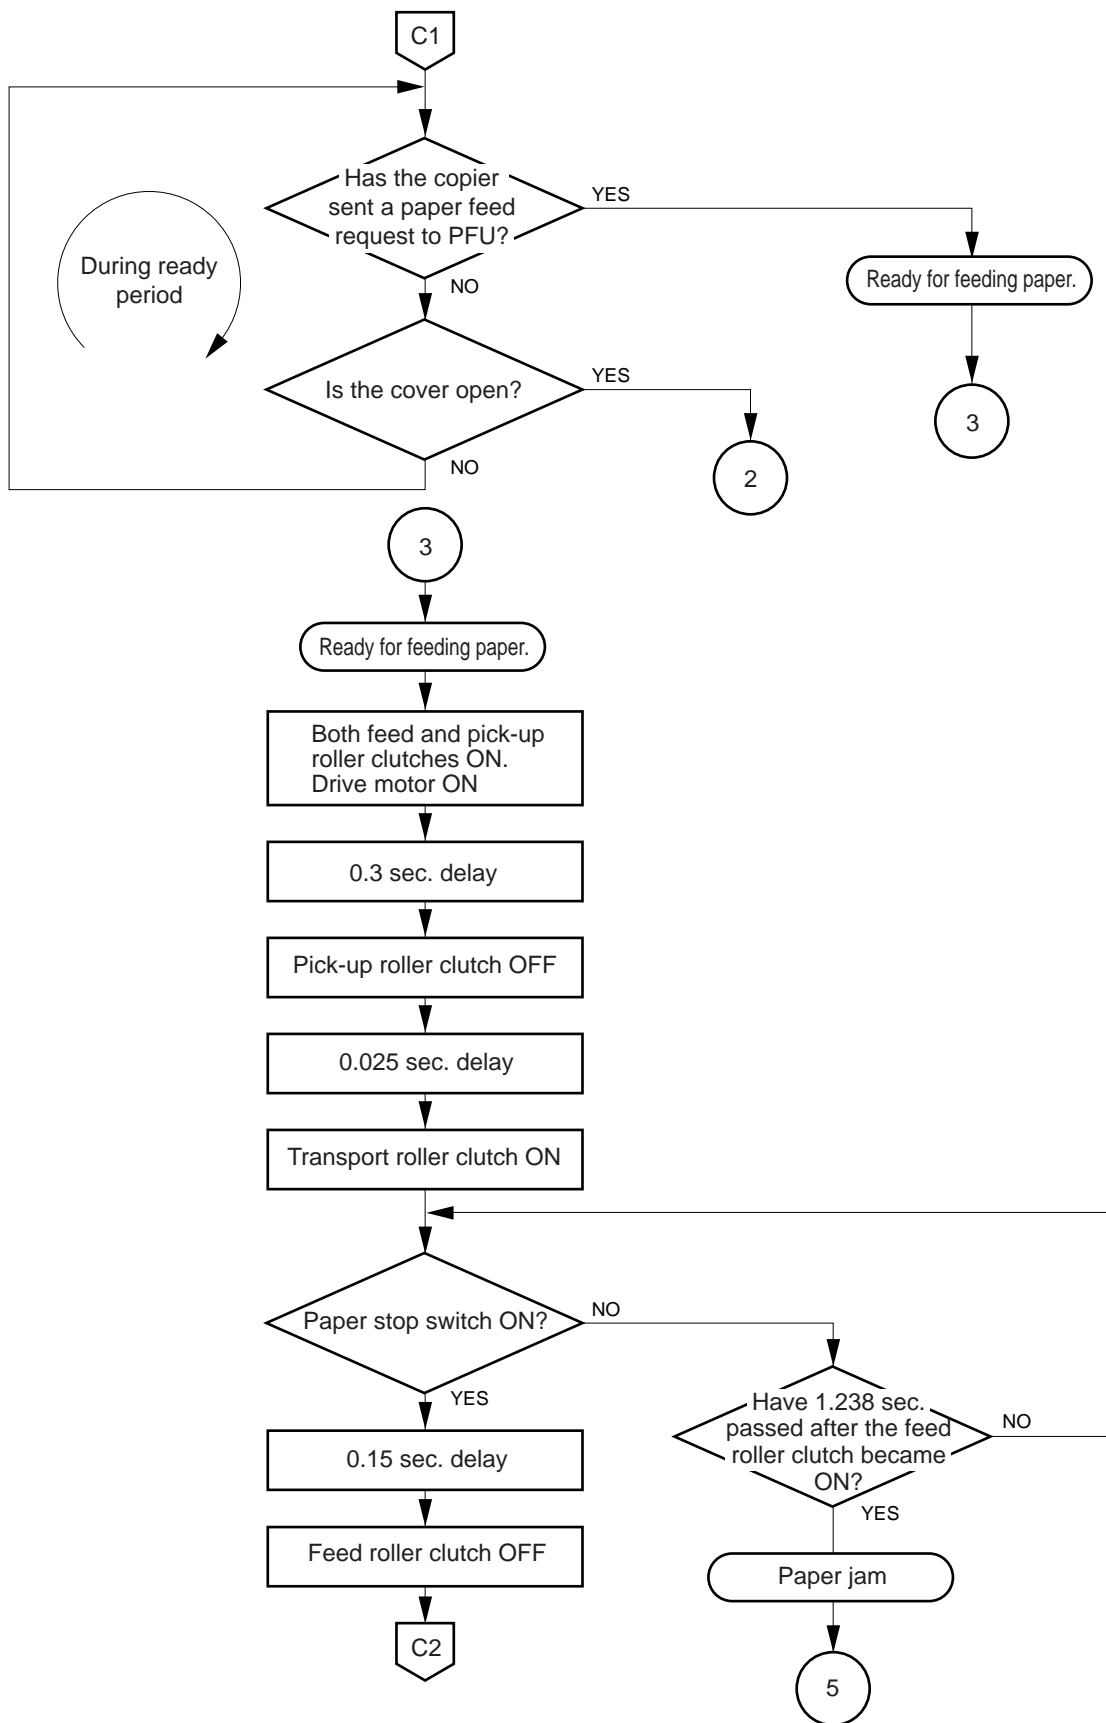 C1
Has the copier
sent a paper feed
request to PFU?
YES
NO
Ready for feeding paper.
3
During ready
period
Is the cover open?
YES
NO
2
3
Ready for feeding paper.
Both feed and pick-up
roller clutches ON.
Drive motor ON
0.3 sec. delay
Pick-up roller clutch OFF
0.025 sec. delay
Transport roller clutch ON
Paper stop switch ON?
NO
YES
Have 1.238 sec.
passed after the feed
roller clutch became
ON?
NO
YES
0.15 sec. delay
Feed roller clutch OFF
Paper jam
C2
5